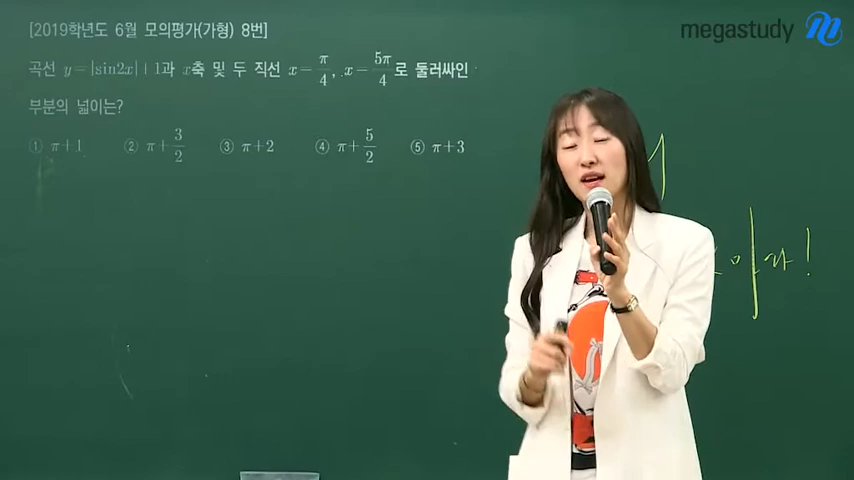 [2019학년도 6월 모의평가(가형) 8번]
megastudy
곡선 y=|sin2x|+1과 x축 및 두 직선 x=π/4, x=5π/4로 둘러싸인
부분의 넓이는?
① π+1 ② π+3/2 ③ π+2 ④ π+5/2 ⑤ π+3